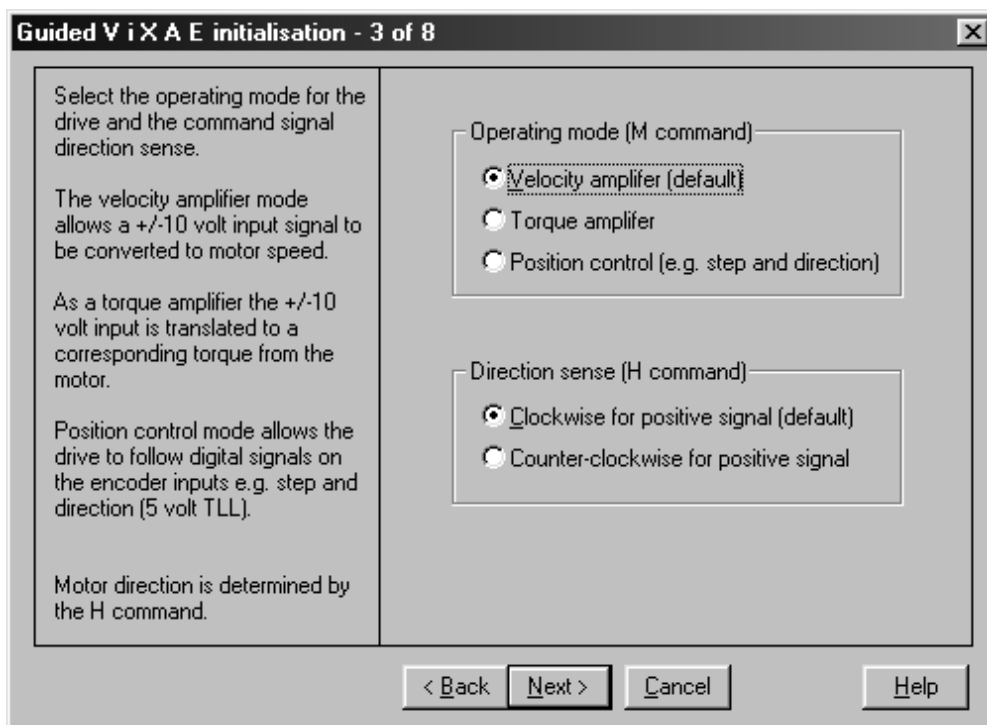 Guided V i X A E initialisation - 3 of 8
Select the operating mode for the
drive and the command signal
direction sense.
The velocity amplifier mode
allows a +/-10 volt input signal to
be converted to motor speed.
As a torque amplifier the +/-10
volt input is translated to a
corresponding torque from the
motor.
Position control mode allows the
drive to follow digital signals on
the encoder inputs e.g. step and
direction (5 volt TLL).
Motor direction is determined by
the H command.
Operating mode (M command)
Velocity amplifer (default)
Torque amplifer
Position control (e.g. step and direction)
Direction sense (H command)
Clockwise for positive signal (default)
Counter-clockwise for positive signal
< Back
Next >
Cancel
Help